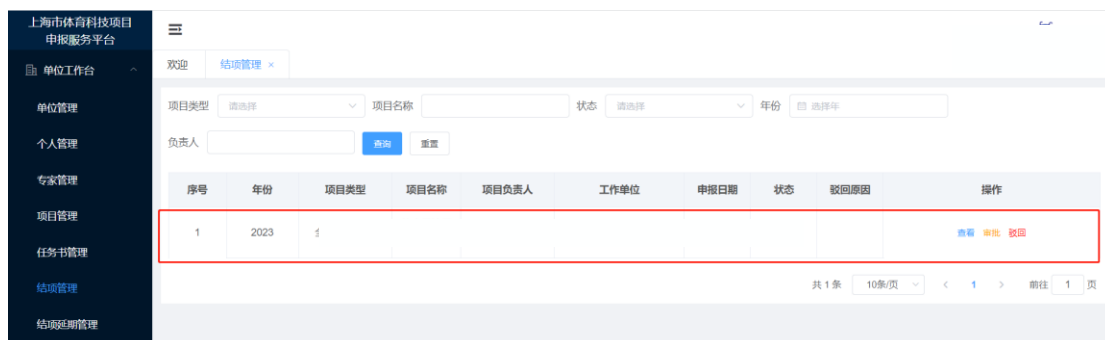 上海市体育科技项目
申报服务平台
单位工作台
单位管理
个人管理
专家管理
项目管理
任务书管理
结项管理
结项延期管理
欢迎 结项管理 ×
项目类型 请选择 项目名称 状态 请选择 年份 选择年
负责人 查询 重置
序号 年份 项目类型 项目名称 项目负责人 工作单位 申报日期 状态 驳回原因 操作
1 2023 查看 审批 驳回
共 1 条 10条/页 < 1 > 前往 1 页